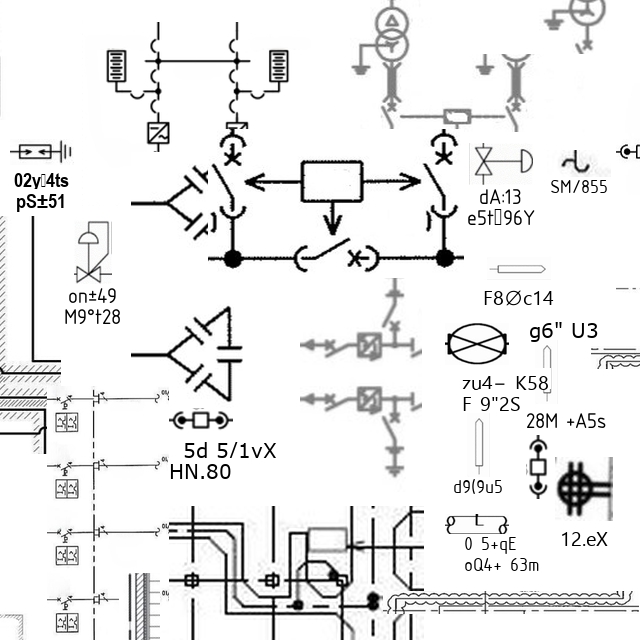 02y▯4ts
pS±51
dA:13
e5t▯96Y
SM/855
on±49
M9°t28
F8∅c14
g6" U3
zu4– K58
F 9"2S
28M +A5s
5d 5/1vX
HN.80
d9(9u5
L
0 5+qE
oQ4+ 63m
12.eX